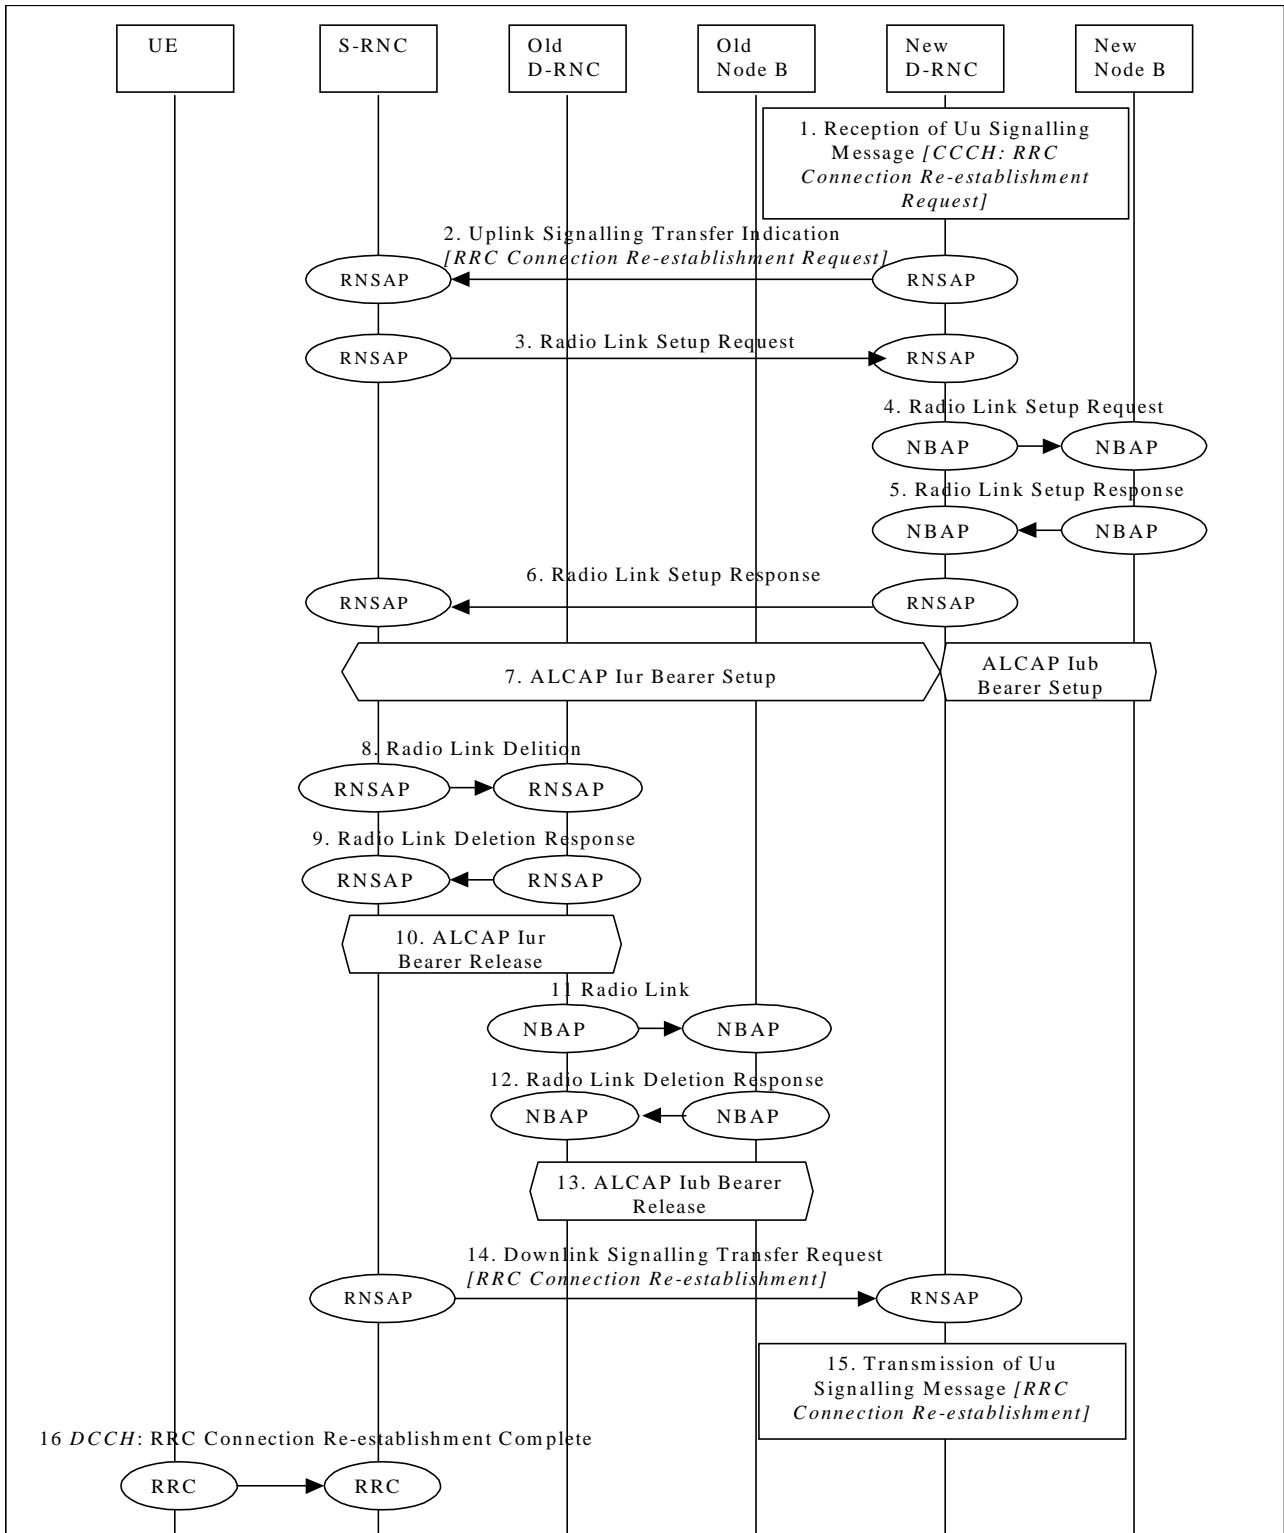 UE
S-RNC
Old
D-RNC
Old
Node B
New
D-RNC
New
Node B
1. Reception of Uu Signalling
Message [CCCH: RRC
Connection Re-establishment
Request]
2. Uplink Signalling Transfer Indication
[RRC Connection Re-establishment Request]
RNSAP
RNSAP
3. Radio Link Setup Request
RNSAP
RNSAP
4. Radio Link Setup Request
NBAP
NBAP
5. Radio Link Setup Response
NBAP
NBAP
6. Radio Link Setup Response
RNSAP
RNSAP
7. ALCAP Iur Bearer Setup
ALCAP Iub
Bearer Setup
8. Radio Link Delition
RNSAP
RNSAP
9. Radio Link Deletion Response
RNSAP
RNSAP
10. ALCAP Iur
Bearer Release
11 Radio Link
NBAP
NBAP
12. Radio Link Deletion Response
NBAP
NBAP
13. ALCAP Iub Bearer
Release
14. Downlink Signalling Transfer Request
[RRC Connection Re-establishment]
RNSAP
RNSAP
15. Transmission of Uu
Signalling Message [RRC
Connection Re-establishment]
16 DCCH: RRC Connection Re-establishment Complete
RRC
RRC